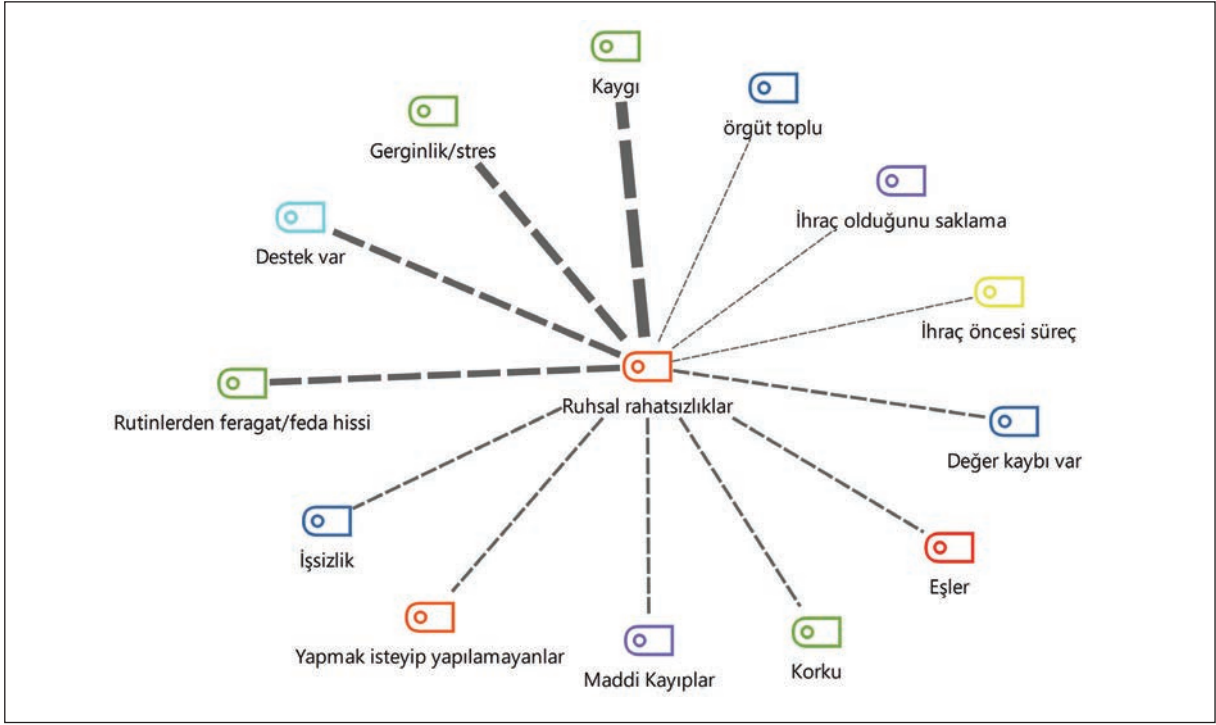 Kaygı
örgüt toplu
Gerginlik/stres
İhraç olduğunu saklama
Destek var
İhraç öncesi süreç
Ruhsal rahatsızlıklar
Rutinlerden feragat/feda hissi
Değer kaybı var
İşsizlik
Eşler
Yapmak isteyip yapılamayanlar
Maddi Kayıplar
Korku